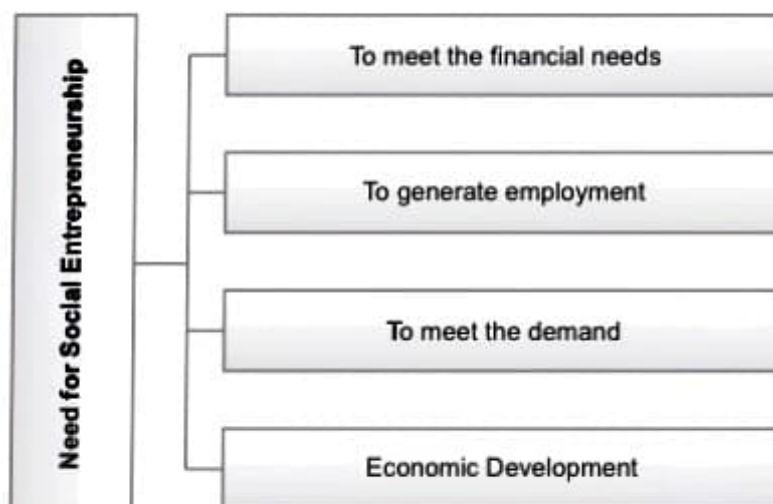 Need for Social Entrepreneurship
To meet the financial needs
To generate employment
To meet the demand
Economic Development